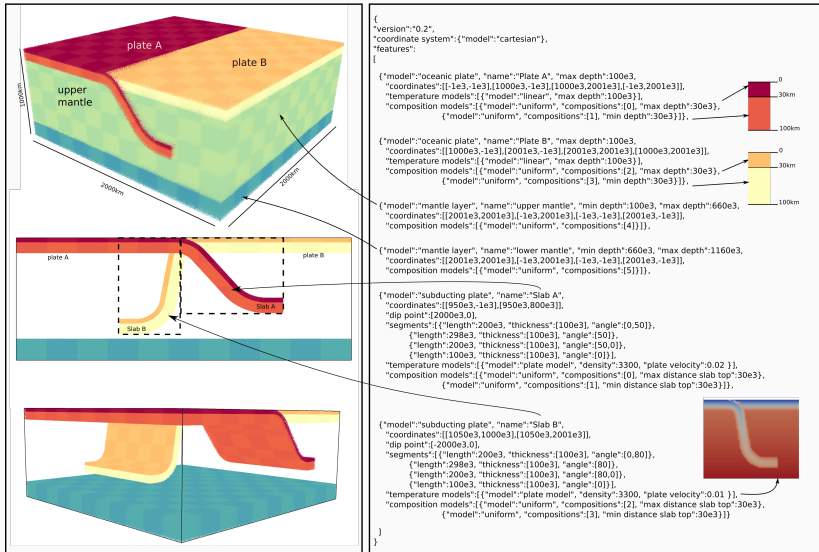 plate A
plate B
upper
mantle
100km
2000km
2000km
plate A
plate B
Slab A
Slab B
{
"version":"0.2",
"coordinate system":{"model":"cartesian"},
"features":
[
{"model":"oceanic plate", "name":"Plate A", "max depth":100e3,
"coordinates":[[-1e3,-1e3],[1000e3,-1e3],[1000e3,2001e3],[-1e3,2001e3]],
"temperature models":[{"model":"linear", "max depth":100e3}],
"composition models":[{"model":"uniform", "compositions":[0], "max depth":30e3},
{"model":"uniform", "compositions":[1], "min depth":30e3}]},
0
30km
100km
{"model":"oceanic plate", "name":"Plate B", "max depth":100e3,
"coordinates":[[1000e3,-1e3],[2001e3,-1e3],[2001e3,2001e3],[1000e3,2001e3]],
"temperature models":[{"model":"linear", "max depth":100e3}],
"composition models":[{"model":"uniform", "compositions":[2], "max depth":30e3},
{"model":"uniform", "compositions":[3], "min depth":30e3}]},
0
30km
100km
{"model":"mantle layer", "name":"upper mantle", "min depth":100e3, "max depth":660e3,
"coordinates":[[2001e3,2001e3],[-1e3,2001e3],[-1e3,-1e3],[2001e3,-1e3]],
"composition models":[{"model":"uniform", "compositions":[4]}]},
{"model":"mantle layer", "name":"lower mantle", "min depth":660e3, "max depth":1160e3,
"coordinates":[[2001e3,2001e3],[-1e3,2001e3],[-1e3,-1e3],[2001e3,-1e3]],
"composition models":[{"model":"uniform", "compositions":[5]}]},
{"model":"subducting plate", "name":"Slab A",
"coordinates":[[950e3,-1e3],[950e3,800e3]],
"dip point":[2000e3,0],
"segments":[{"length":200e3, "thickness":[100e3], "angle":[0,50]},
{"length":298e3, "thickness":[100e3], "angle":[50]},
{"length":200e3, "thickness":[100e3], "angle":[50,0]},
{"length":100e3, "thickness":[100e3], "angle":[0]}],
"temperature models":[{"model":"plate model", "density":3300, "plate velocity":0.02 }],
"composition models":[{"model":"uniform", "compositions":[0], "max distance slab top":30e3},
{"model":"uniform", "compositions":[1], "min distance slab top":30e3}]},
{"model":"subducting plate", "name":"Slab B",
"coordinates":[[1050e3,1000e3],[1050e3,2001e3]],
"dip point":[-2000e3,0],
"segments":[{"length":200e3, "thickness":[100e3], "angle":[0,80]},
{"length":298e3, "thickness":[100e3], "angle":[80]},
{"length":200e3, "thickness":[100e3], "angle":[80,0]},
{"length":100e3, "thickness":[100e3], "angle":[0]}],
"temperature models":[{"model":"plate model", "density":3300, "plate velocity":0.01 }],
"composition models":[{"model":"uniform", "compositions":[2], "max distance slab top":30e3},
{"model":"uniform", "compositions":[3], "min distance slab top":30e3}]}
]
}